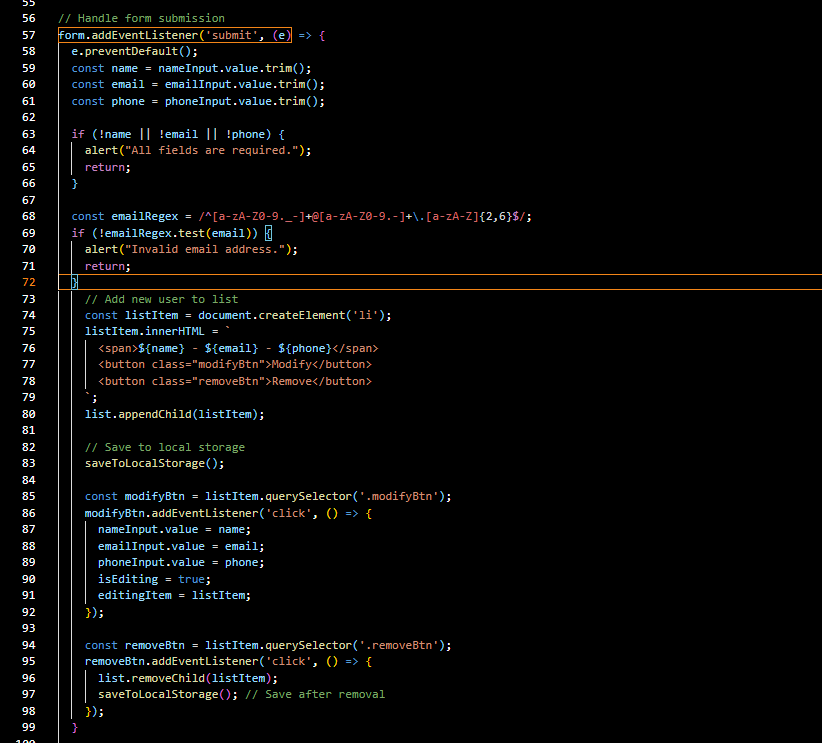 55
56 // Handle form submission
57 form.addEventListener('submit', (e) => {
58 e.preventDefault();
59 const name = nameInput.value.trim();
60 const email = emailInput.value.trim();
61 const phone = phoneInput.value.trim();
62
63 if (!name || !email || !phone) {
64 alert("All fields are required.");
65 return;
66 }
67
68 const emailRegex = /^[a-zA-Z0-9._-]+@[a-zA-Z0-9.-]+\.[a-zA-Z]{2,6}$/;
69 if (!emailRegex.test(email)) {
70 alert("Invalid email address.");
71 return;
72 }
73 // Add new user to list
74 const listItem = document.createElement('li');
75 listItem.innerHTML = `
76 <span>${name} - ${email} - ${phone}</span>
77 <button class="modifyBtn">Modify</button>
78 <button class="removeBtn">Remove</button>
79 `;
80 list.appendChild(listItem);
81
82 // Save to local storage
83 saveToLocalStorage();
84
85 const modifyBtn = listItem.querySelector('.modifyBtn');
86 modifyBtn.addEventListener('click', () => {
87 nameInput.value = name;
88 emailInput.value = email;
89 phoneInput.value = phone;
90 isEditing = true;
91 editingItem = listItem;
92 });
93
94 const removeBtn = listItem.querySelector('.removeBtn');
95 removeBtn.addEventListener('click', () => {
96 list.removeChild(listItem);
97 saveToLocalStorage(); // Save after removal
98 });
99 }
100